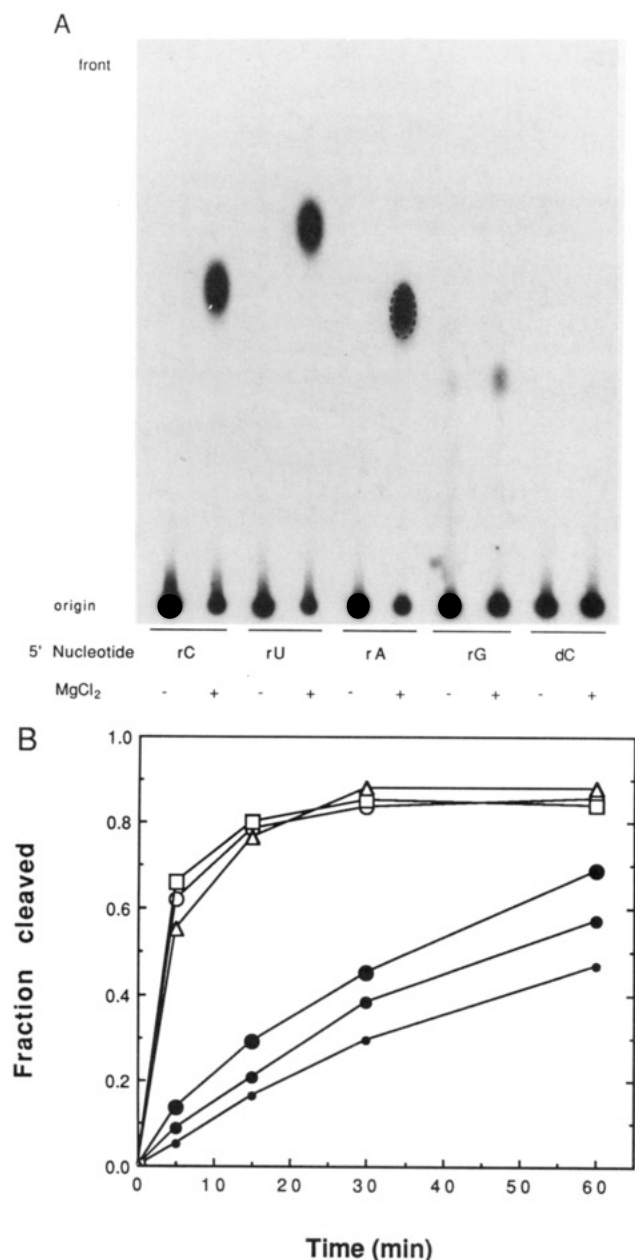 A
front
origin
5' Nucleotide rC rU rA rG dC
MgCl₂ - + - + - + - + - +
B
1.0
0.8
0.6
0.4
0.2
0.0
Fraction cleaved
0 10 20 30 40 50 60
Time (min)